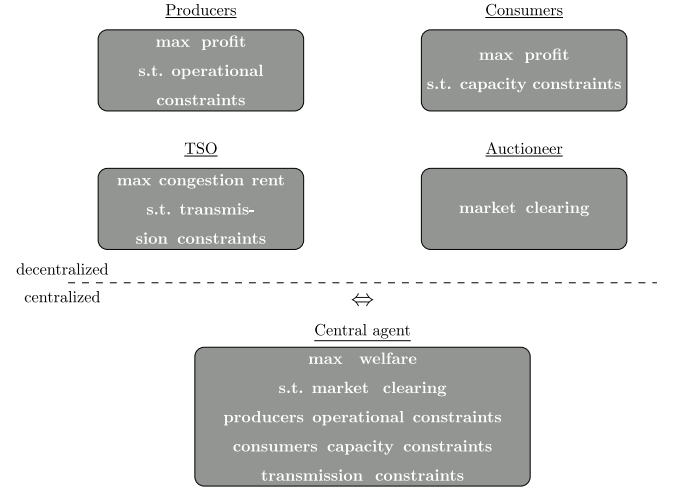 Producers
max profit
s.t. operational
constraints
Consumers
max profit
s.t. capacity constraints
TSO
max congestion rent
s.t. transmis-
sion constraints
Auctioneer
market clearing
decentralized
centralized
⇔
Central agent
max welfare
s.t. market clearing
producers operational constraints
consumers capacity constraints
transmission constraints